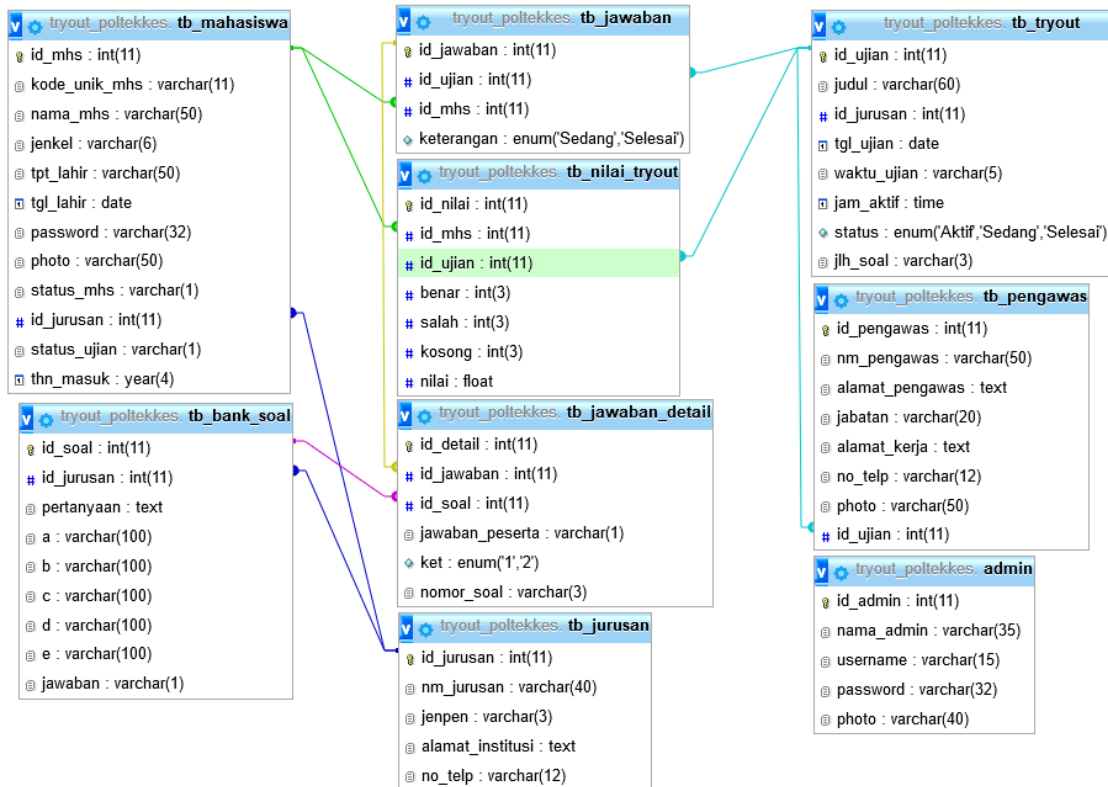 tryout_poltekkes. tb_mahasiswa
id_mhs : int(11)
kode_unik_mhs : varchar(11)
nama_mhs : varchar(50)
jenkel : varchar(6)
tpt_lahir : varchar(50)
tgl_lahir : date
password : varchar(32)
photo : varchar(50)
status_mhs : varchar(1)
id_jurusan : int(11)
status_ujian : varchar(1)
thn_masuk : year(4)
tryout_poltekkes. tb_bank_soal
id_soal : int(11)
id_jurusan : int(11)
pertanyaan : text
a : varchar(100)
b : varchar(100)
c : varchar(100)
d : varchar(100)
e : varchar(100)
jawaban : varchar(1)
tryout_poltekkes. tb_jawaban
id_jawaban : int(11)
id_ujian : int(11)
id_mhs : int(11)
keterangan : enum('Sedang','Selesai')
tryout_poltekkes. tb_nilai_tryout
id_nilai : int(11)
id_mhs : int(11)
id_ujian : int(11)
benar : int(3)
salah : int(3)
kosong : int(3)
nilai : float
tryout_poltekkes. tb_jawaban_detail
id_detail : int(11)
id_jawaban : int(11)
id_soal : int(11)
jawaban_peserta : varchar(1)
ket : enum('1','2')
nomor_soal : varchar(3)
tryout_poltekkes. tb_jurusan
id_jurusan : int(11)
nm_jurusan : varchar(40)
jenpen : varchar(3)
alamat_institusi : text
no_telp : varchar(12)
tryout_poltekkes. tb_tryout
id_ujian : int(11)
judul : varchar(60)
id_jurusan : int(11)
tgl_ujian : date
waktu_ujian : varchar(5)
jam_aktif : time
status : enum('Aktif','Sedang','Selesai')
jlh_soal : varchar(3)
tryout_poltekkes. tb_pengawas
id_pengawas : int(11)
nm_pengawas : varchar(50)
alamat_pengawas : text
jabatan : varchar(20)
alamat_kerja : text
no_telp : varchar(12)
photo : varchar(50)
id_ujian : int(11)
tryout_poltekkes. admin
id_admin : int(11)
nama_admin : varchar(35)
username : varchar(15)
password : varchar(32)
photo : varchar(40)